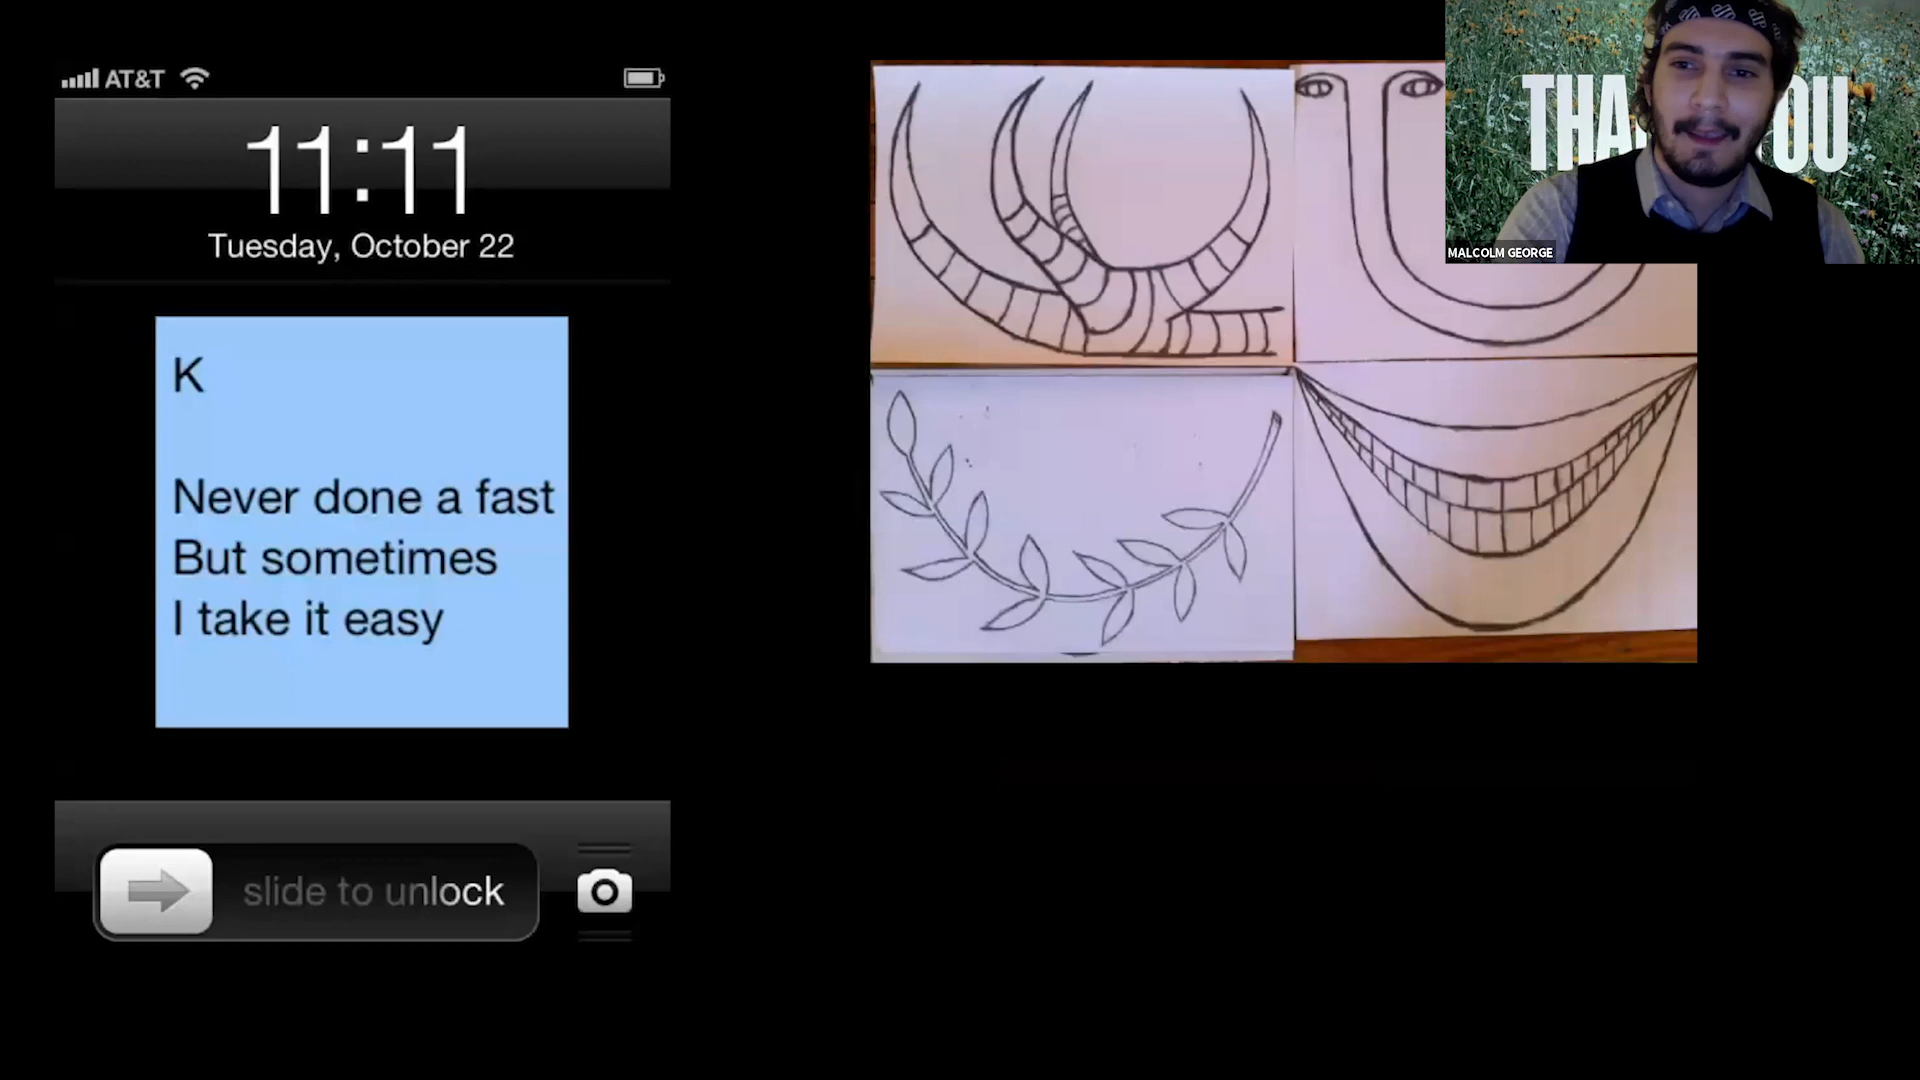 AT&T
11:11
Tuesday, October 22
K
Never done a fast
But sometimes
I take it easy
slide to unlock
MALCOLM GEORGE